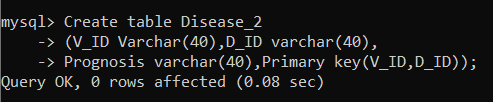 mysql> Create table Disease_2
-> (V_ID Varchar(40),D_ID varchar(40),
-> Prognosis varchar(40),Primary key(V_ID,D_ID));
Query OK, 0 rows affected (0.08 sec)